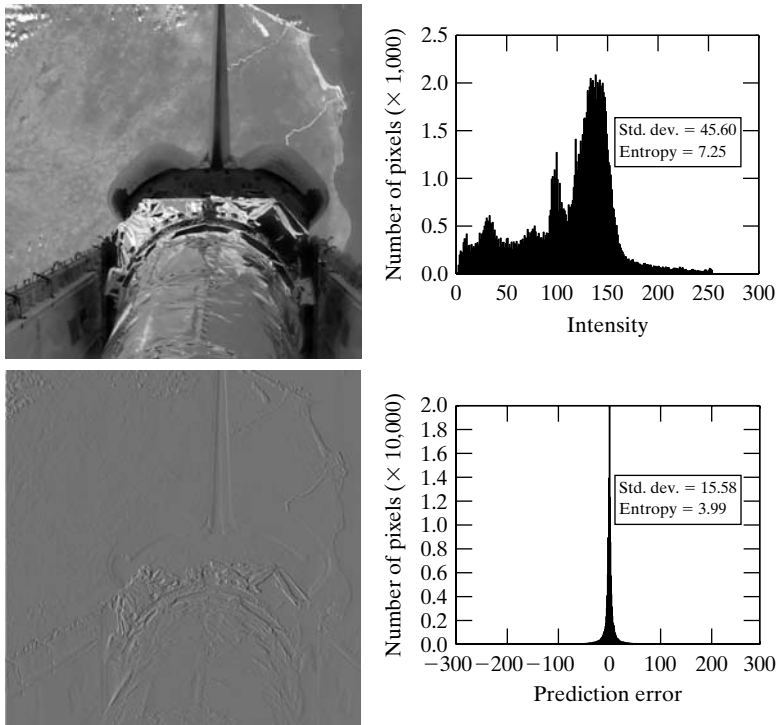 2.5
2.0
1.5
1.0
0.5
0.0
Number of pixels (× 1,000)
Std. dev. = 45.60
Entropy = 7.25
0 50 100 150 200 250 300
Intensity
2.0
1.8
1.6
1.4
1.2
1.0
0.8
0.6
0.4
0.2
0.0
Number of pixels (× 10,000)
Std. dev. = 15.58
Entropy = 3.99
−300 −200 −100 0 100 200 300
Prediction error